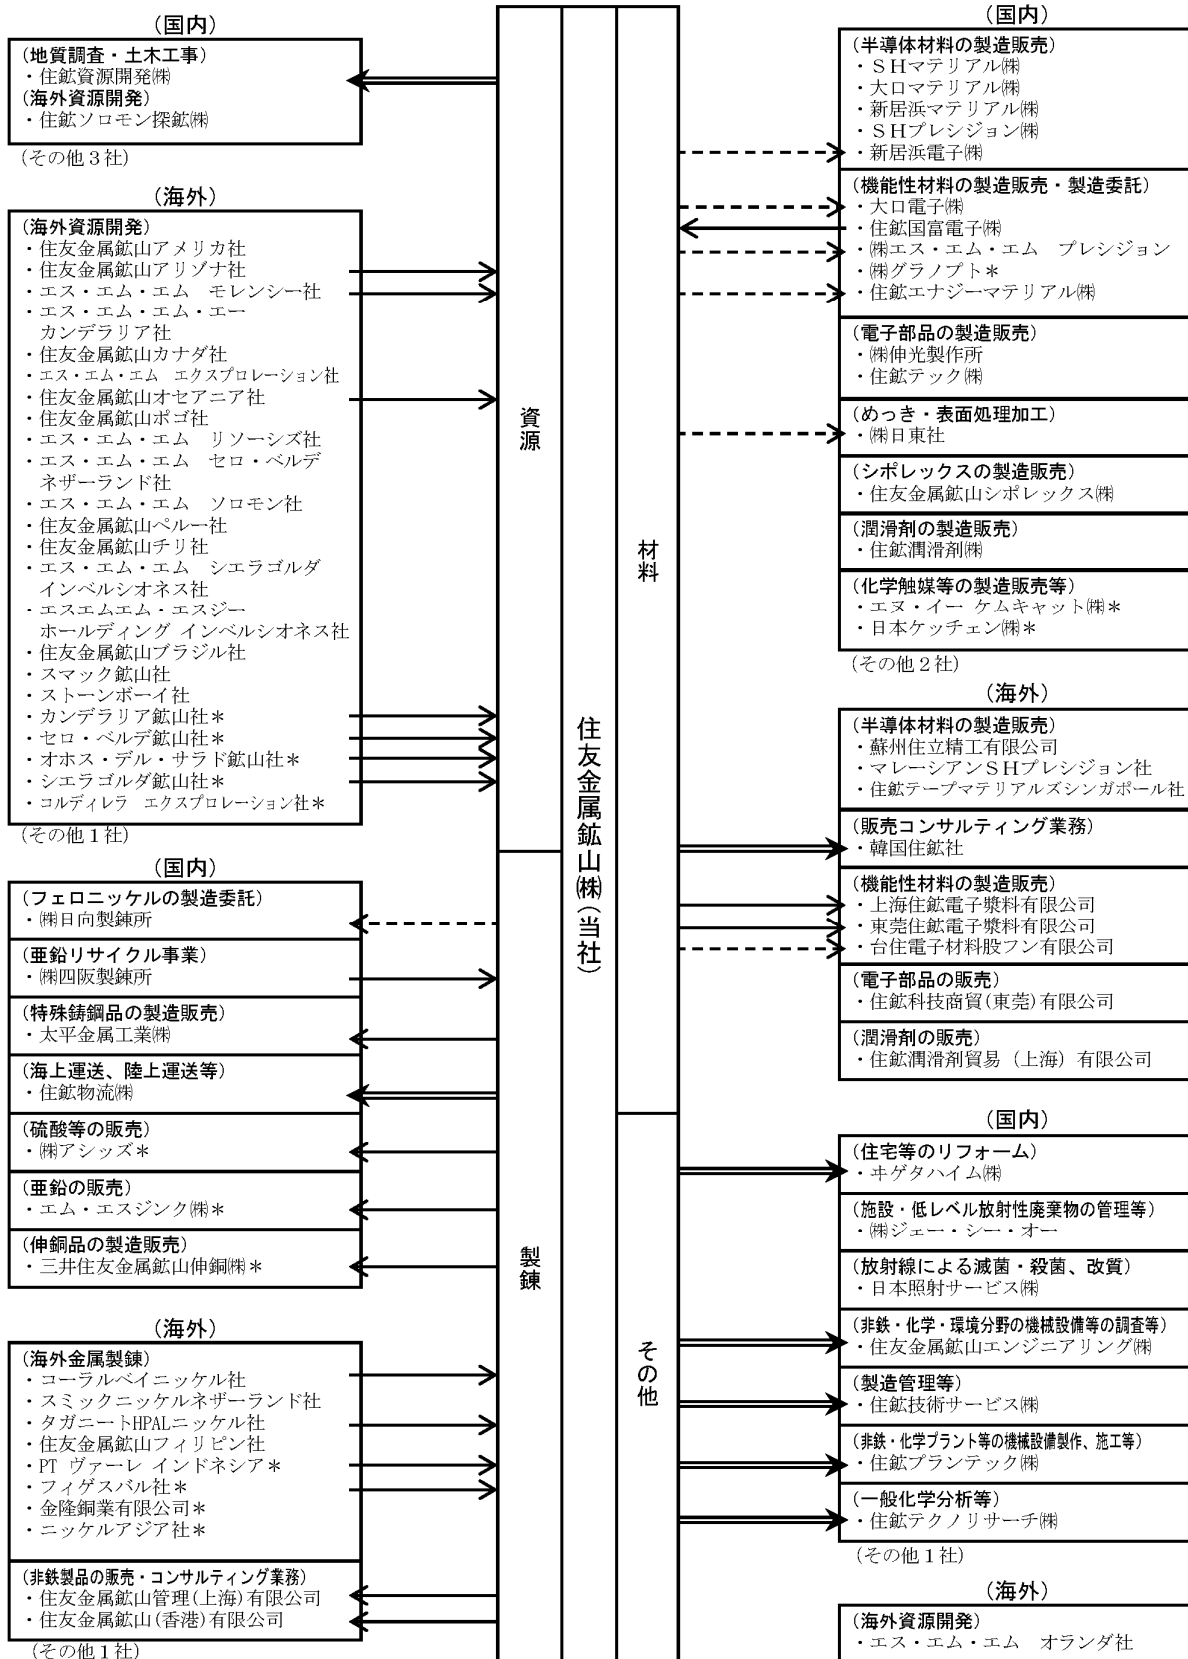 (国内)
(地質調査・土木工事)
・住鉱資源開発㈱
(海外資源開発)
・住鉱ソロモン探鉱㈱
(その他３社)
(海外)
(海外資源開発)
・住友金属鉱山アメリカ社
・住友金属鉱山アリゾナ社
・エス・エム・エム　モレンシー社
・エス・エム・エム・エー
カンデラリア社
・住友金属鉱山カナダ社
・エス・エム・エム　エクスプロレーション社
・住友金属鉱山オセアニア社
・住友金属鉱山ポゴ社
・エス・エム・エム　リソーシズ社
・エス・エム・エム　セロ・ベルデ
ネザーランド社
・エス・エム・エム　ソロモン社
・住友金属鉱山ペルー社
・住友金属鉱山チリ社
・エス・エム・エム　シエラゴルダ
インベルシオネス社
・エスエムエム・エスジー
ホールディング インベルシオネス社
・住友金属鉱山ブラジル社
・スマック鉱山社
・ストーンボーイ社
・カンデラリア鉱山社＊
・セロ・ベルデ鉱山社＊
・オホス・デル・サラド鉱山社＊
・シエラゴルダ鉱山社＊
・コルディレラ　エクスプロレーション社＊
(その他１社)
(国内)
(フェロニッケルの製造委託)
・㈱日向製錬所
(亜鉛リサイクル事業)
・㈱四阪製錬所
(特殊鋳鋼品の製造販売)
・太平金属工業㈱
(海上運送、陸上運送等)
・住鉱物流㈱
(硫酸等の販売)
・㈱アシッズ＊
(亜鉛の販売)
・エム・エスジンク㈱＊
(伸銅品の製造販売)
・三井住友金属鉱山伸銅㈱＊
(海外)
(海外金属製錬)
・コーラルベイニッケル社
・スミックニッケルネザーランド社
・タガニートHPALニッケル社
・住友金属鉱山フィリピン社
・PT ヴァーレ インドネシア＊
・フィゲスバル社＊
・金隆銅業有限公司＊
・ニッケルアジア社＊
(非鉄製品の販売・コンサルティング業務)
・住友金属鉱山管理(上海)有限公司
・住友金属鉱山(香港)有限公司
(その他１社)
資源
製錬
住友金属鉱山㈱(当社)
材料
その他
(国内)
(半導体材料の製造販売)
・ＳＨマテリアル㈱
・大口マテリアル㈱
・新居浜マテリアル㈱
・ＳＨプレシジョン㈱
・新居浜電子㈱
(機能性材料の製造販売・製造委託)
・大口電子㈱
・住鉱国富電子㈱
・㈱エス・エム・エム　プレシジョン
・㈱グラノプト＊
・住鉱エナジーマテリアル㈱
(電子部品の製造販売)
・㈱伸光製作所
・住鉱テック㈱
(めっき・表面処理加工)
・㈱日東社
(シポレックスの製造販売)
・住友金属鉱山シポレックス㈱
(潤滑剤の製造販売)
・住鉱潤滑剤㈱
(化学触媒等の製造販売等)
・エヌ・イー ケムキャット㈱＊
・日本ケッチェン㈱＊
(その他２社)
(海外)
(半導体材料の製造販売)
・蘇州住立精工有限公司
・マレーシアンＳＨプレシジョン社
・住鉱テープマテリアルズシンガポール社
(販売コンサルティング業務)
・韓国住鉱社
(機能性材料の製造販売)
・上海住鉱電子漿料有限公司
・東莞住鉱電子漿料有限公司
・台住電子材料股フン有限公司
(電子部品の販売)
・住鉱科技商貿(東莞)有限公司
(潤滑剤の販売)
・住鉱潤滑剤貿易（上海）有限公司
(国内)
(住宅等のリフォーム)
・ヰゲタハイム㈱
(施設・低レベル放射性廃棄物の管理等)
・㈱ジェー・シー・オー
(放射線による滅菌・殺菌、改質)
・日本照射サービス㈱
(非鉄・化学・環境分野の機械設備等の調査等)
・住友金属鉱山エンジニアリング㈱
(製造管理等)
・住鉱技術サービス㈱
(非鉄・化学プラント等の機械設備製作、施工等)
・住鉱プランテック㈱
(一般化学分析等)
・住鉱テクノリサーチ㈱
(その他１社)
(海外)
(海外資源開発)
・エス・エム・エム　オランダ社